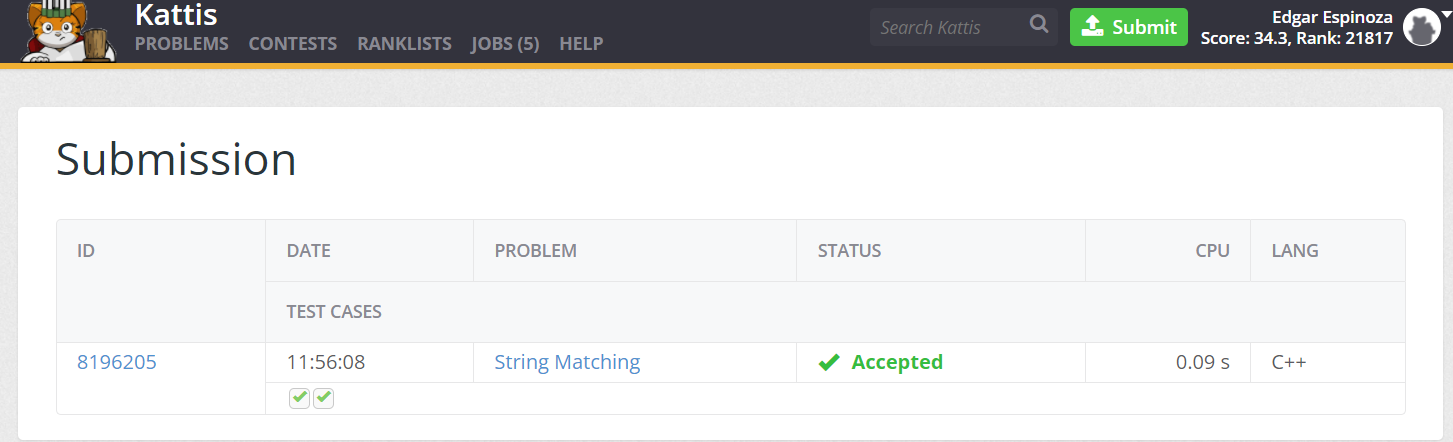 Kattis
PROBLEMS CONTESTS RANKLISTS JOBS (5) HELP
Search Kattis
Submit
Edgar Espinoza
Score: 34.3, Rank: 21817
Submission
ID DATE PROBLEM STATUS CPU LANG
TEST CASES
8196205 11:56:08 String Matching Accepted 0.09 s C++